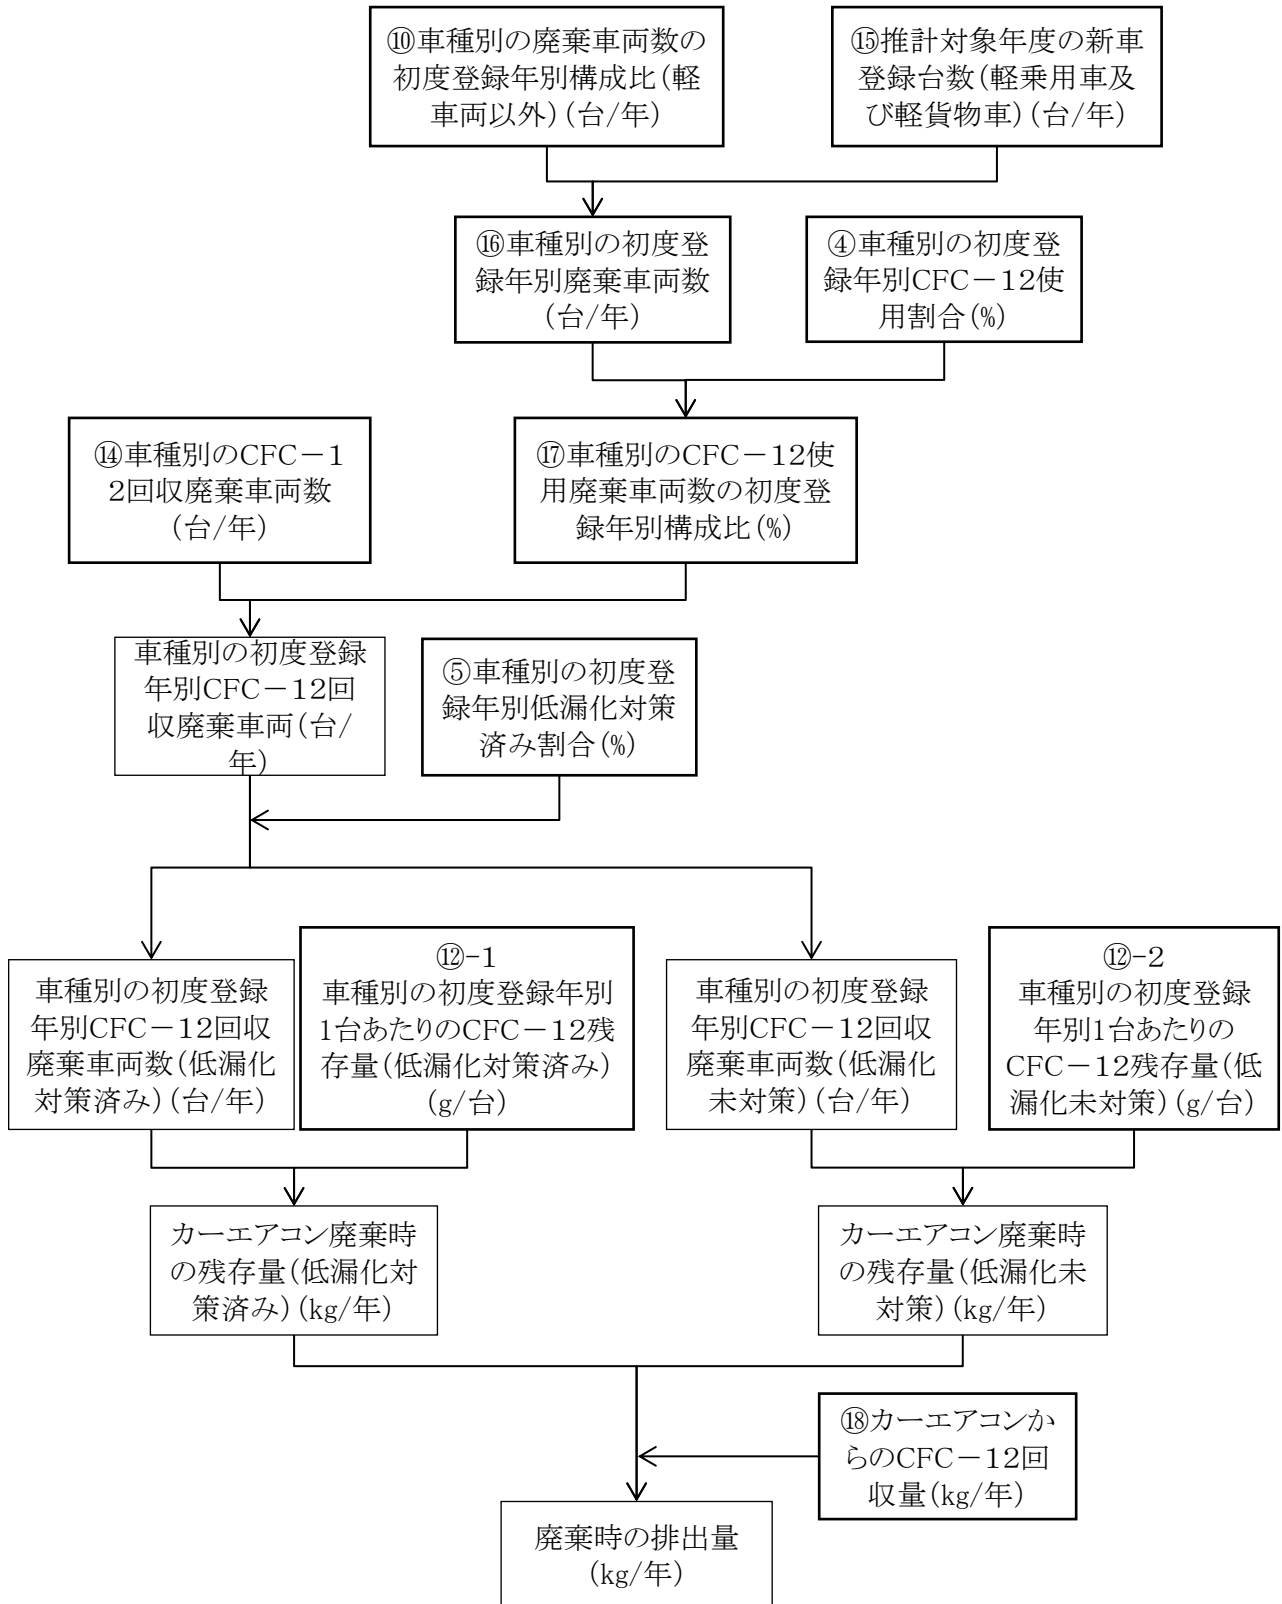 ⑩車種別の廃棄車両数の
初度登録年別構成比(軽
車両以外)(台/年)
⑮推計対象年度の新車
登録台数(軽乗用車及
び軽貨物車)(台/年)
⑯車種別の初度登
録年別廃棄車両数
(台/年)
④車種別の初度登
録年別CFC－12使
用割合(%)
⑭車種別のCFC－1
2回収廃棄車両数
(台/年)
⑰車種別のCFC－12使
用廃棄車両数の初度登
録年別構成比(%)
車種別の初度登録
年別CFC－12回
収廃棄車両(台/
年)
⑤車種別の初度登
録年別低漏化対策
済み割合(%)
車種別の初度登録
年別CFC－12回収
廃棄車両数(低漏化
対策済み)(台/年)
⑫-1
車種別の初度登録年別
1台あたりのCFC－12残
存量(低漏化対策済み)
(g/台)
車種別の初度登録
年別CFC－12回収
廃棄車両数(低漏化
未対策)(台/年)
⑫-2
車種別の初度登録
年別1台あたりの
CFC－12残存量(低
漏化未対策)(g/台)
カーエアコン廃棄時
の残存量(低漏化対
策済み)(kg/年)
カーエアコン廃棄時
の残存量(低漏化未
対策)(kg/年)
⑱カーエアコンか
らのCFC－12回
収量(kg/年)
廃棄時の排出量
(kg/年)